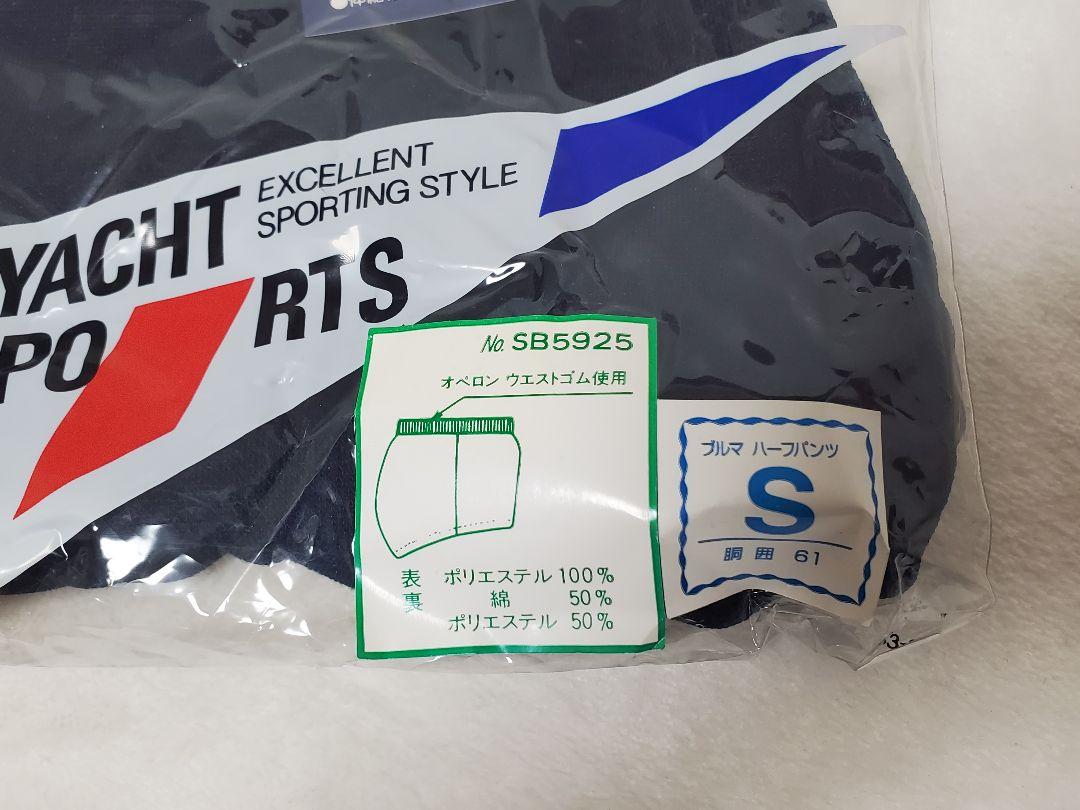 YACHT
EXCELLENT
SPORTING STYLE
PO RTS
No. SB5925
オペロン ウエストゴム使用
表 ポリエステル 100%
裏 綿 50%
ポリエステル 50%
ブルマ ハーフパンツ
S
胴囲 61